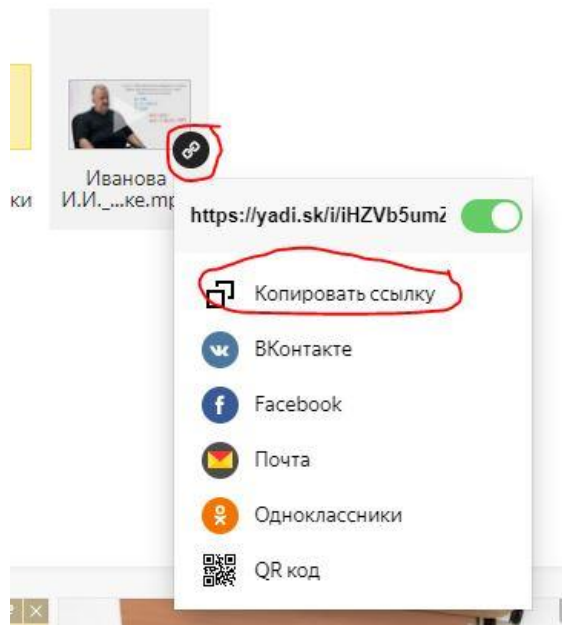 Иванова
ки И.И._...ке.mp
https://yadi.sk/i/iHZVb5umZ
Копировать ссылку
ВКонтакте
Facebook
Почта
Одноклассники
QR код